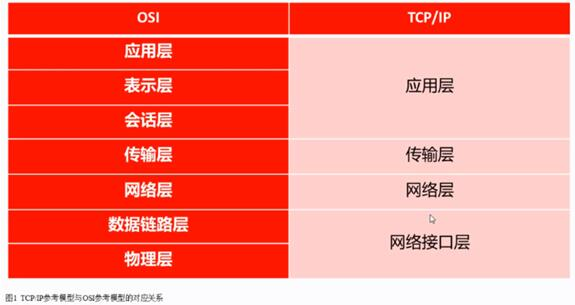 OSI TCP/IP
应用层
表示层 应用层
会话层
传输层 传输层
网络层 网络层
数据链路层
网络接口层
物理层
图1 TCP/IP参考模型与OSI参考模型的对应关系